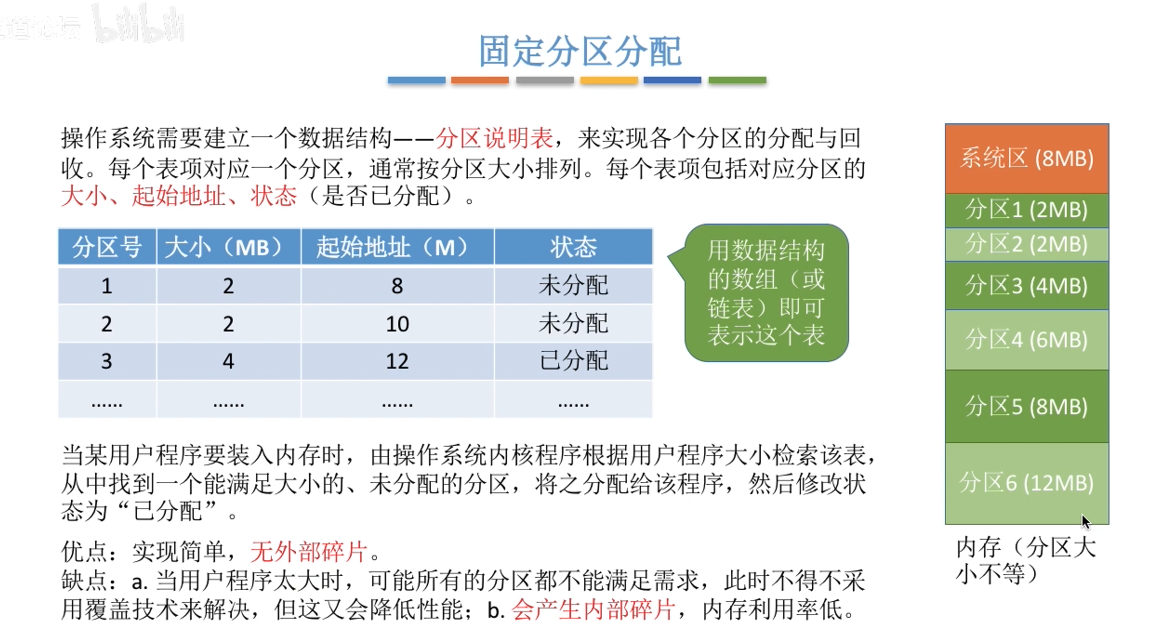 bilibili
固定分区分配
操作系统需要建立一个数据结构——分区说明表，来实现各个分区的分配与回
收。每个表项对应一个分区，通常按分区大小排列。每个表项包括对应分区的
大小、起始地址、状态（是否已分配）。
分区号 大小（MB） 起始地址（M） 状态
1 2 8 未分配
2 2 10 未分配
3 4 12 已分配
…… …… …… ……
用数据结构
的数组（或
链表）即可
表示这个表
当某用户程序要装入内存时，由操作系统内核程序根据用户程序大小检索该表，
从中找到一个能满足大小的、未分配的分区，将之分配给该程序，然后修改状
态为“已分配”。
优点：实现简单，无外部碎片。
缺点：a. 当用户程序太大时，可能所有的分区都不能满足需求，此时不得不采
用覆盖技术来解决，但这又会降低性能；b. 会产生内部碎片，内存利用率低。
系统区 (8MB)
分区1 (2MB)
分区2 (2MB)
分区3 (4MB)
分区4 (6MB)
分区5 (8MB)
分区6 (12MB)
内存（分区大
小不等）